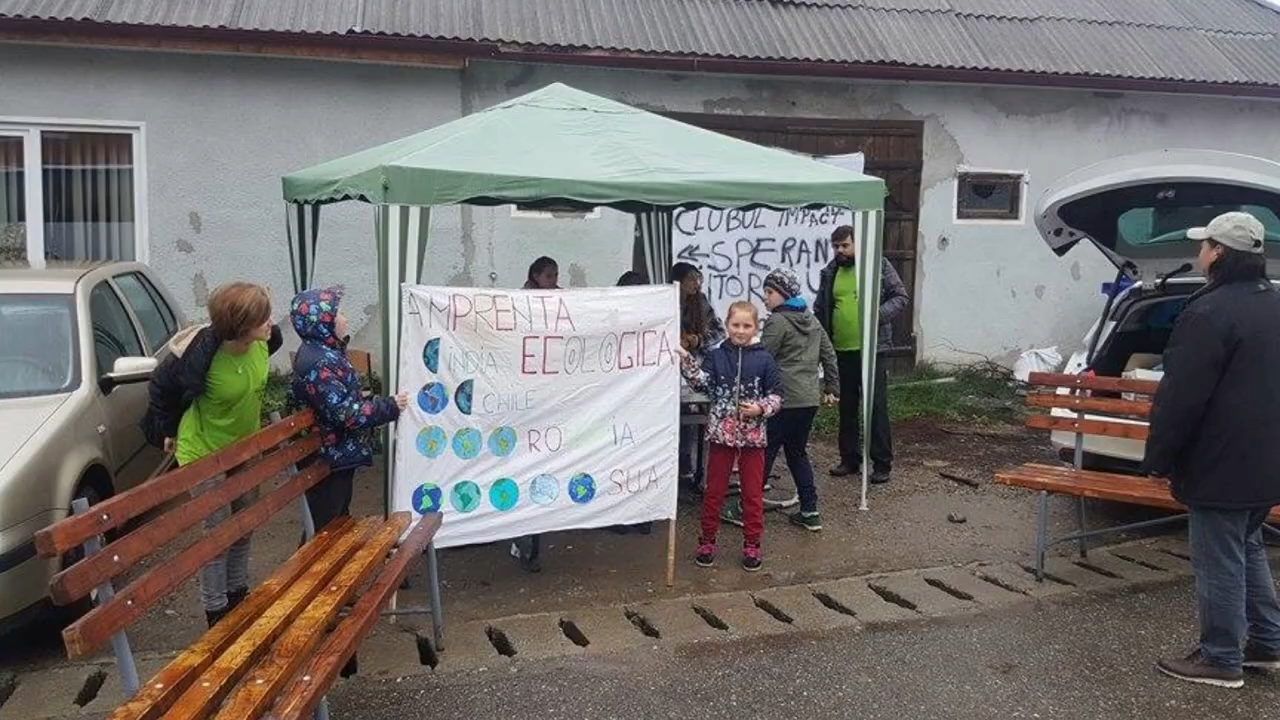 AMPRENTA
ECOLOGICA
INDIA
CHILE
RO IA
SUA
CLUBUL IMPACT
SPERAN